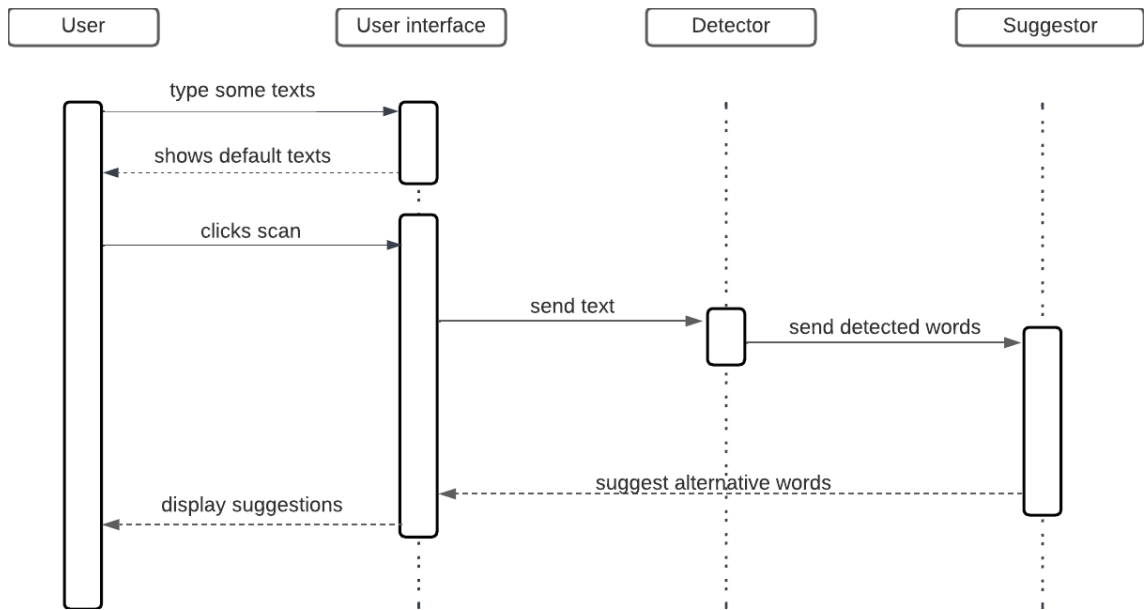 User
User interface
Detector
Suggestor
type some texts
shows default texts
clicks scan
send text
send detected words
suggest alternative words
display suggestions